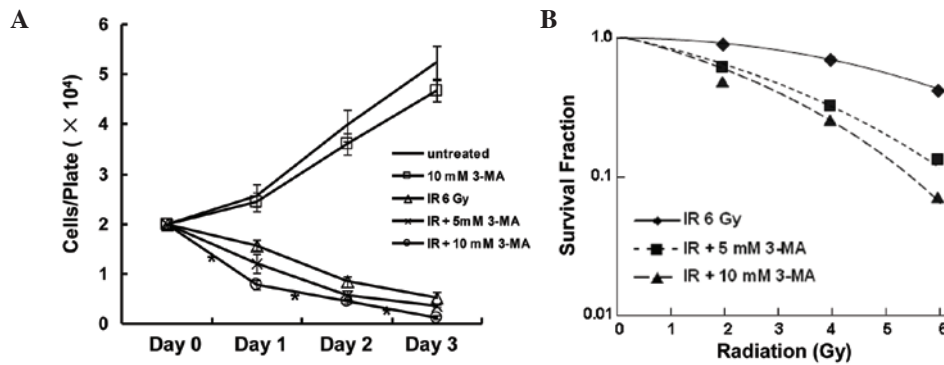 A
Cells/Plate ( × 10⁴)
6
5
4
3
2
1
0
Day 0 Day 1 Day 2 Day 3
untreated
10 mM 3-MA
IR 6 Gy
IR + 5mM 3-MA
IR + 10 mM 3-MA
* * *
B
Survival Fraction
1.0
0.1
0.01
0 1 2 3 4 5 6
Radiation (Gy)
IR 6 Gy
IR + 5 mM 3-MA
IR + 10 mM 3-MA